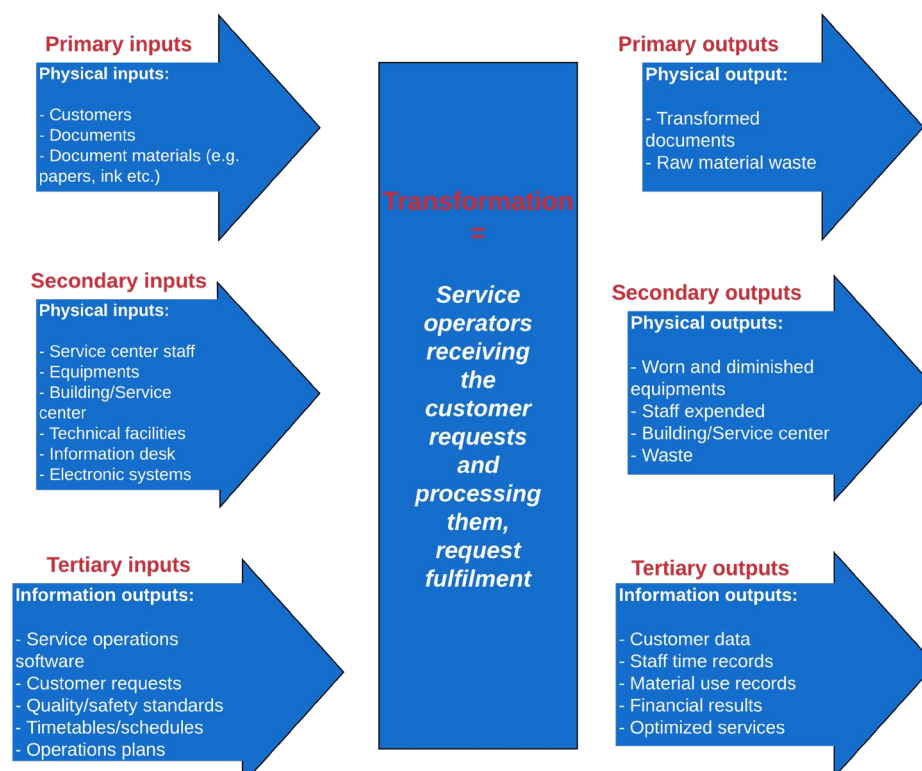 Primary inputs
Physical inputs:
- Customers
- Documents
- Document materials (e.g.
papers, ink etc.)
Secondary inputs
Physical inputs:
- Service center staff
- Equipments
- Building/Service
center
- Technical facilities
- Information desk
- Electronic systems
Tertiary inputs
Information outputs:
- Service operations
software
- Customer requests
- Quality/safety standards
- Timetables/schedules
- Operations plans
Transformation
=
Service
operators
receiving
the
customer
requests
and
processing
them,
request
fulfilment
Primary outputs
Physical output:
- Transformed
documents
- Raw material waste
Secondary outputs
Physical outputs:
- Worn and diminished
equipments
- Staff expended
- Building/Service center
- Waste
Tertiary outputs
Information outputs:
- Customer data
- Staff time records
- Material use records
- Financial results
- Optimized services